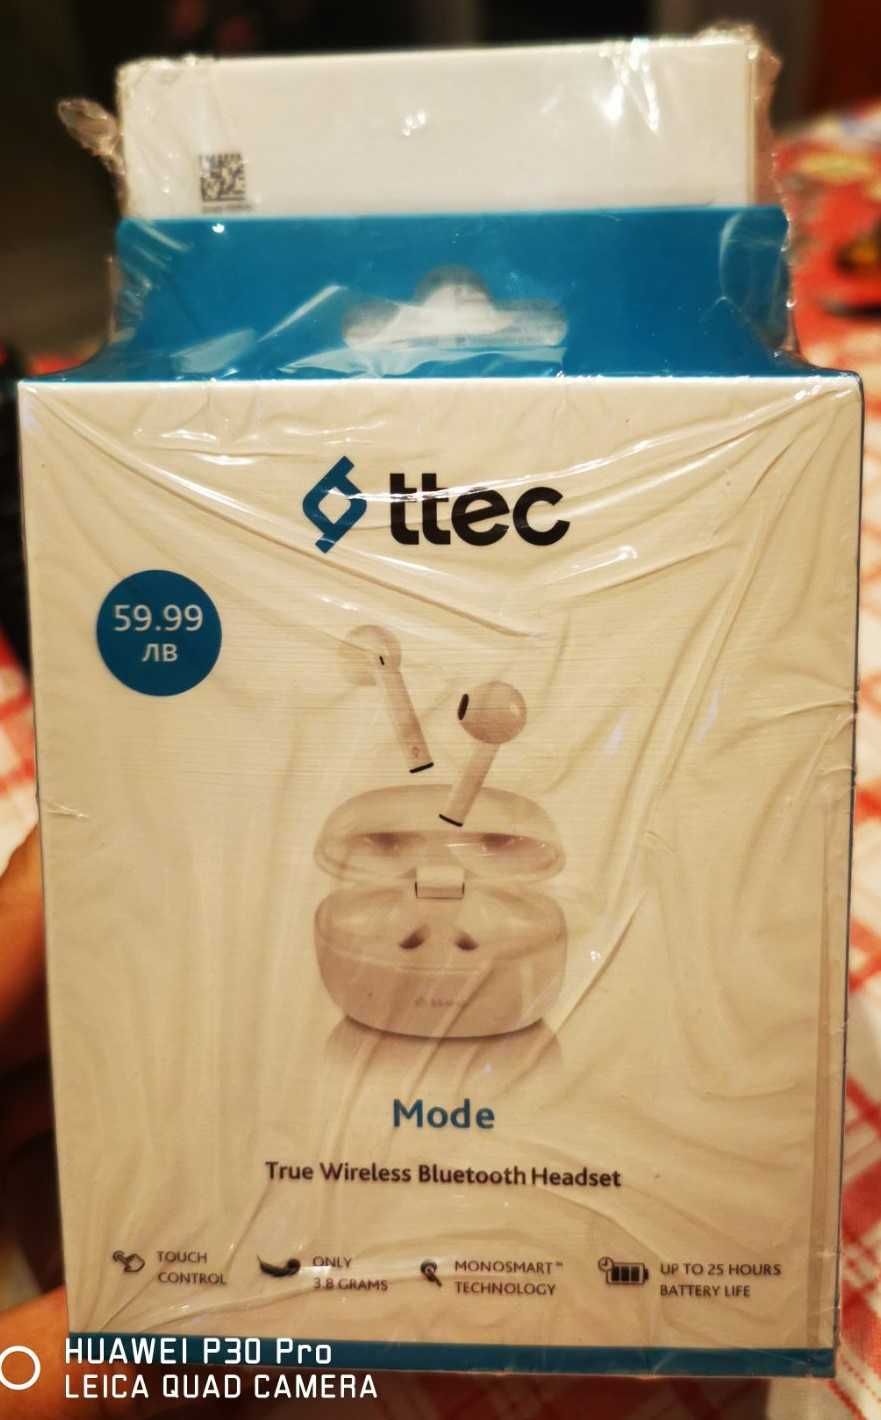 ttec
59.99
лв
Mode
True Wireless Bluetooth Headset
TOUCH
CONTROL
ONLY
3.8 GRAMS
MONOSMART™
TECHNOLOGY
UP TO 25 HOURS
BATTERY LIFE
HUAWEI P30 Pro
LEICA QUAD CAMERA